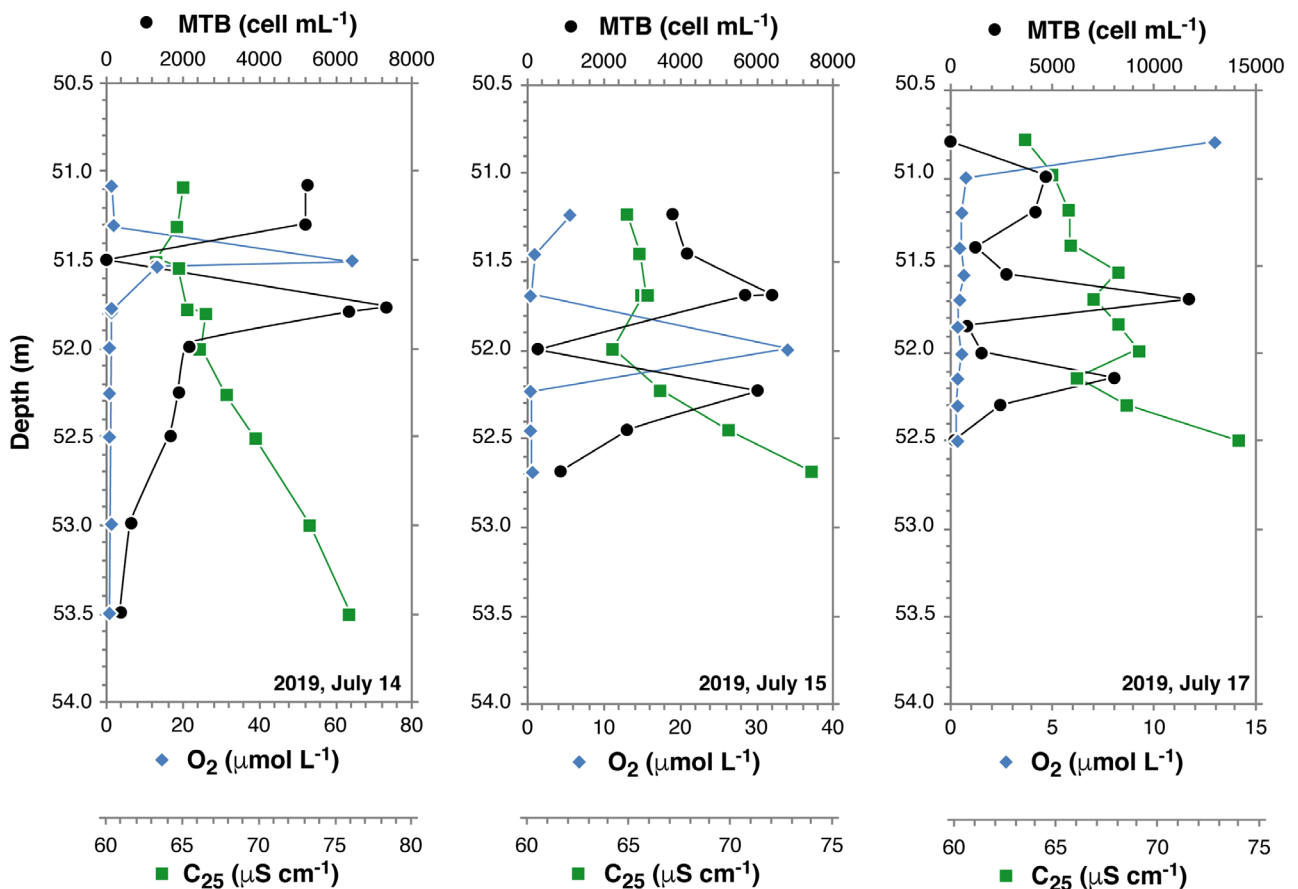 MTB (cell mL-1)
0 2000 4000 6000 8000
50.5
51.0
51.5
52.0
52.5
53.0
53.5
54.0
Depth (m)
2019, July 14
0 20 40 60 80
O2 (μmol L-1)
60 65 70 75 80
C25 (μS cm-1)
MTB (cell mL-1)
0 2000 4000 6000 8000
50.5
51.0
51.5
52.0
52.5
53.0
53.5
54.0
2019, July 15
0 10 20 30 40
O2 (μmol L-1)
60 65 70 75
C25 (μS cm-1)
MTB (cell mL-1)
0 5000 10000 15000
50.5
51.0
51.5
52.0
52.5
53.0
53.5
54.0
2019, July 17
0 5 10 15
O2 (μmol L-1)
60 65 70 75
C25 (μS cm-1)